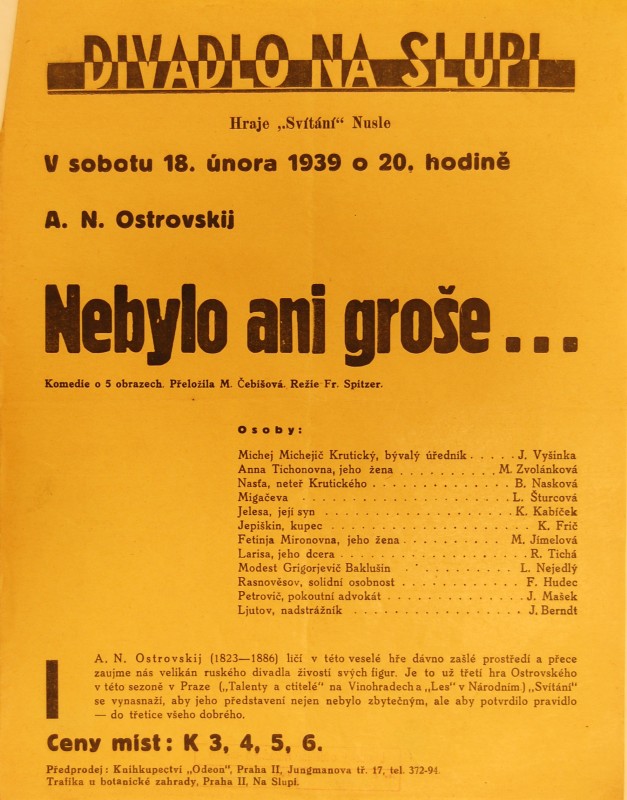 DIVADLO NA SLUPI
Hraje „Svítání“ Nusle
V sobotu 18. února 1939 o 20. hodině
A. N. Ostrovskij
Nebylo ani groše . . .
Komedie o 5 obrazech. Přeložila M. Čebišová. Režie Fr. Spitzer.
Osoby:
Michej Michejič Krutický, bývalý úředník . . . . . J. Vyšinka
Anna Tichonovna, jeho žena . . . . . . . . . . . . M. Zvolánková
Nasťa, neteř Krutického . . . . . . . . . . . . . . B. Nasková
Migačeva . . . . . . . . . . . . . . . . . . . . . . L. Šturcová
Jelesa, její syn . . . . . . . . . . . . . . . . . . . K. Kabíček
Jepiškin, kupec . . . . . . . . . . . . . . . . . . . . K. Frič
Fetinja Mironovna, jeho žena . . . . . . . . . . . M. Jímelová
Larisa, jeho dcera . . . . . . . . . . . . . . . . . . R. Tichá
Modest Grigorjevič Baklušin . . . . . . . . . . . . L. Nejedlý
Rasnověsov, solidní osobnost . . . . . . . . . . . . F. Hudec
Petrovič, pokoutní advokát . . . . . . . . . . . . . J. Mašek
Ljutov, nadstrážník . . . . . . . . . . . . . . . . . J. Berndt
A. N. Ostrovskij (1823—1886) líčí v této veselé hře dávno zašlé prostředí a přece
zaujme nás velikán ruského divadla živostí svých figur. Je to už třetí hra Ostrovského
v této sezoně v Praze („Talenty a ctitelé“ na Vinohradech a „Les“ v Národním.) „Svítání“
se vynasnaží, aby jeho představení nejen nebylo zbytečným, ale aby potvrdilo pravidlo
— do třetice všeho dobrého.
Ceny míst: K 3, 4, 5, 6.
Předprodej: Knihkupectví „Odeon“, Praha II, Jungmanova tř. 17, tel. 372-94.
Trafika u botanické zahrady, Praha II, Na Slupi.